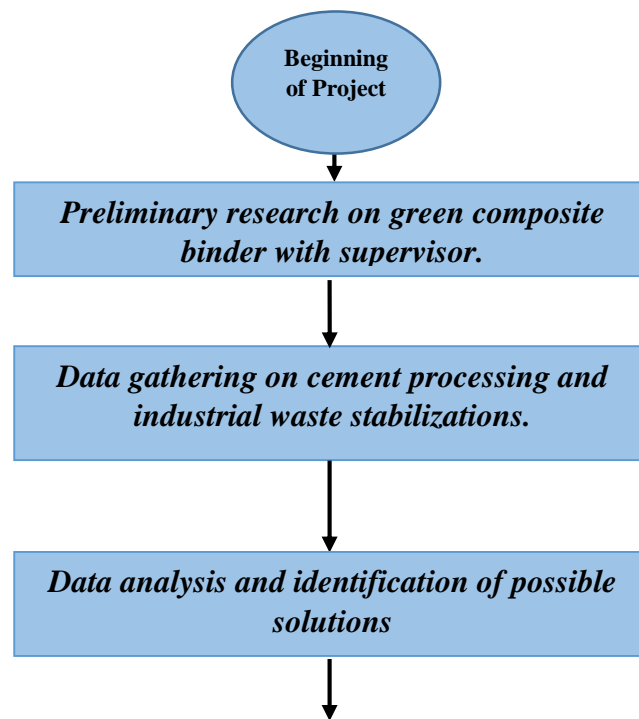 Beginning
of Project
Preliminary research on green composite
binder with supervisor.
Data gathering on cement processing and
industrial waste stabilizations.
Data analysis and identification of possible
solutions